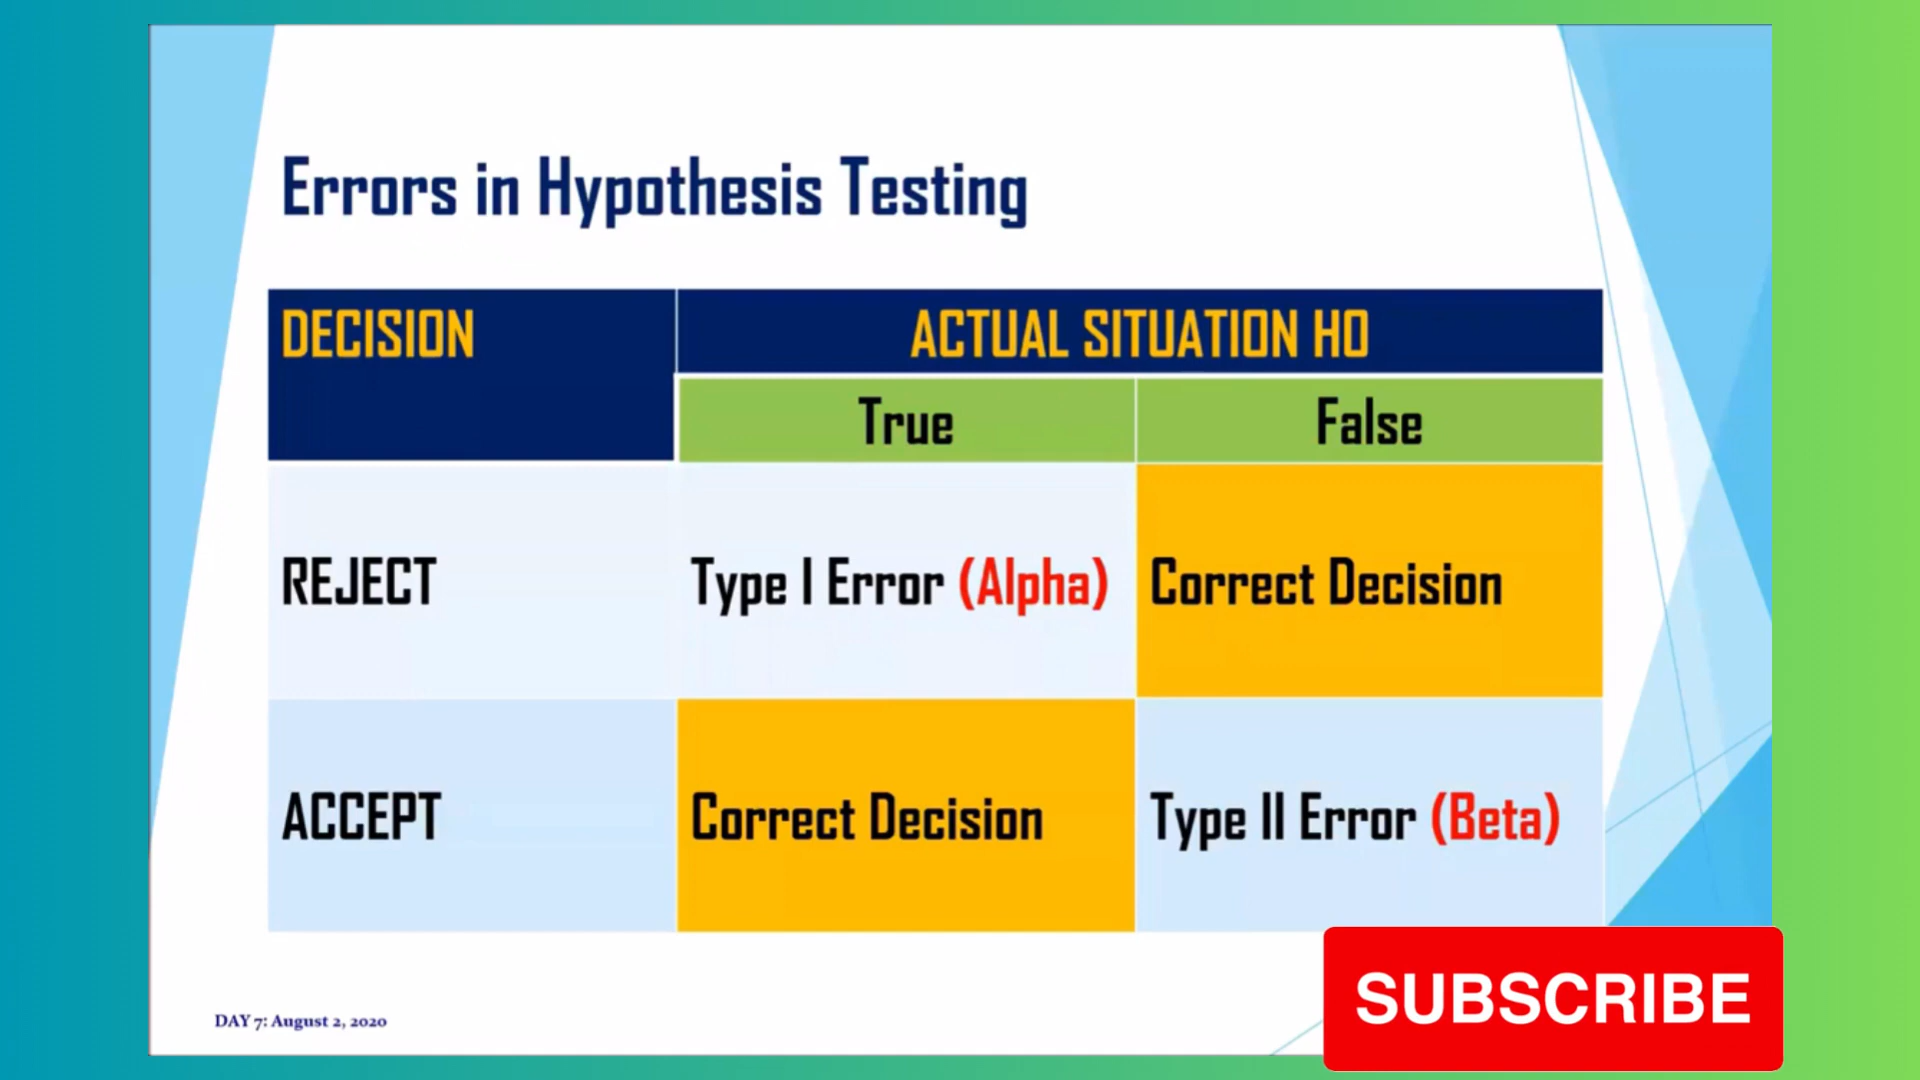 Errors in Hypothesis Testing
DECISION
ACTUAL SITUATION HO
True
False
REJECT
Type I Error (Alpha)
Correct Decision
ACCEPT
Correct Decision
Type II Error (Beta)
SUBSCRIBE
DAY 7: August 2, 2020